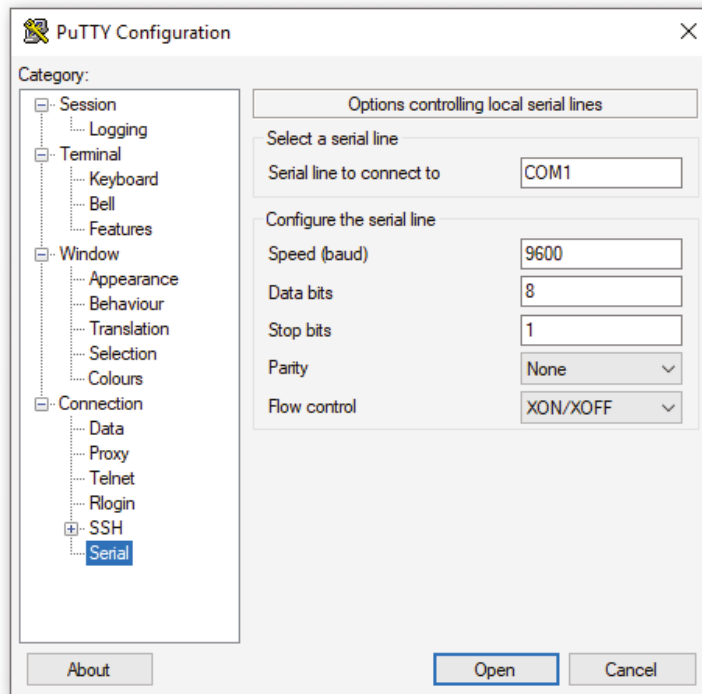 PuTTY Configuration
Category:
Session
Logging
Terminal
Keyboard
Bell
Features
Window
Appearance
Behaviour
Translation
Selection
Colours
Connection
Data
Proxy
Telnet
Rlogin
SSH
Serial
Options controlling local serial lines
Select a serial line
Serial line to connect to COM1
Configure the serial line
Speed (baud) 9600
Data bits 8
Stop bits 1
Parity None
Flow control XON/XOFF
About Open Cancel